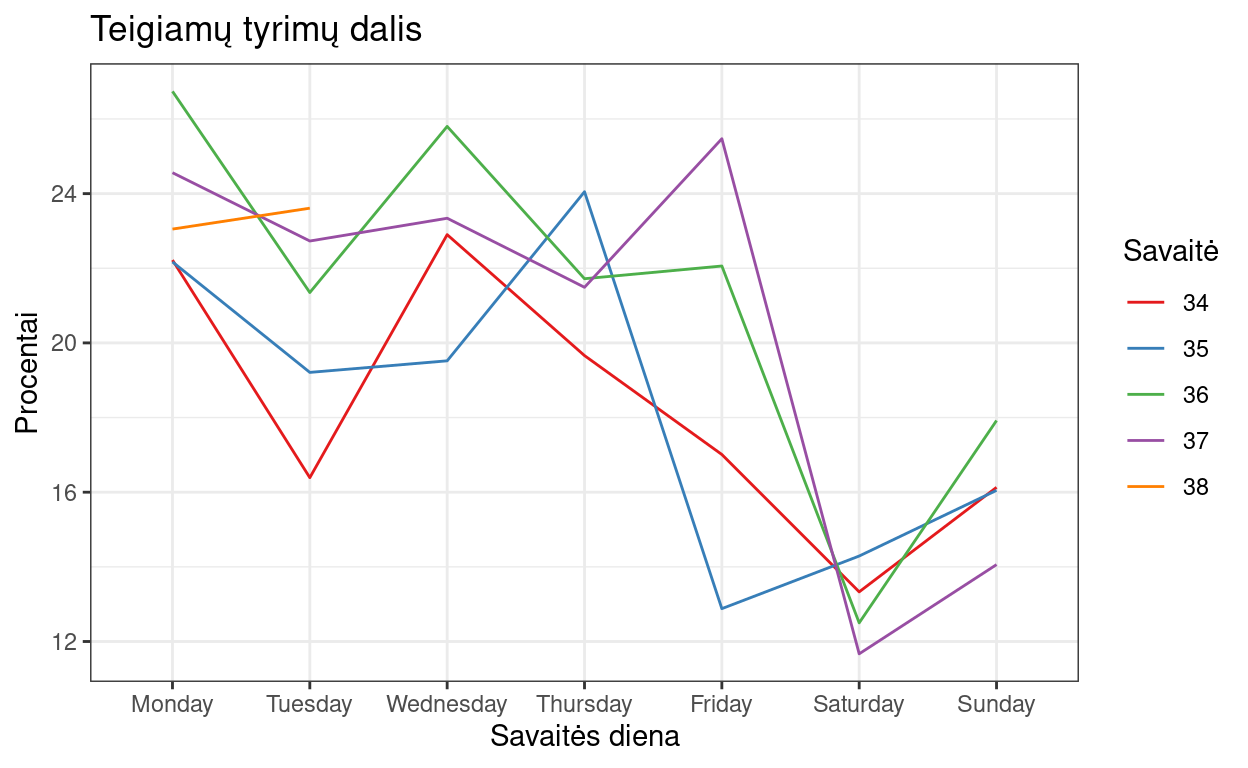 Teigiamų tyrimų dalis
Procentai
24
20
16
12
Monday Tuesday Wednesday Thursday Friday Saturday Sunday
Savaitės diena
Savaitė
34
35
36
37
38